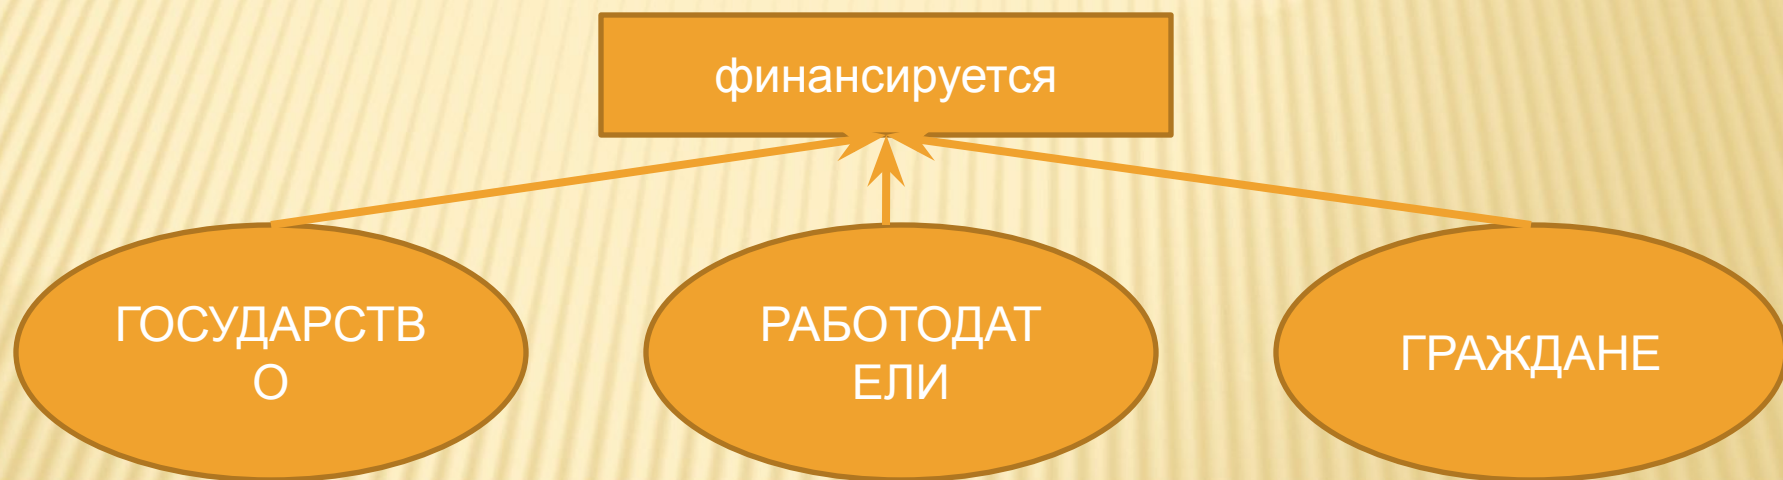 финансируется
ГОСУДАРСТВ
О
РАБОТОДАТ
ЕЛИ
ГРАЖДАНЕ